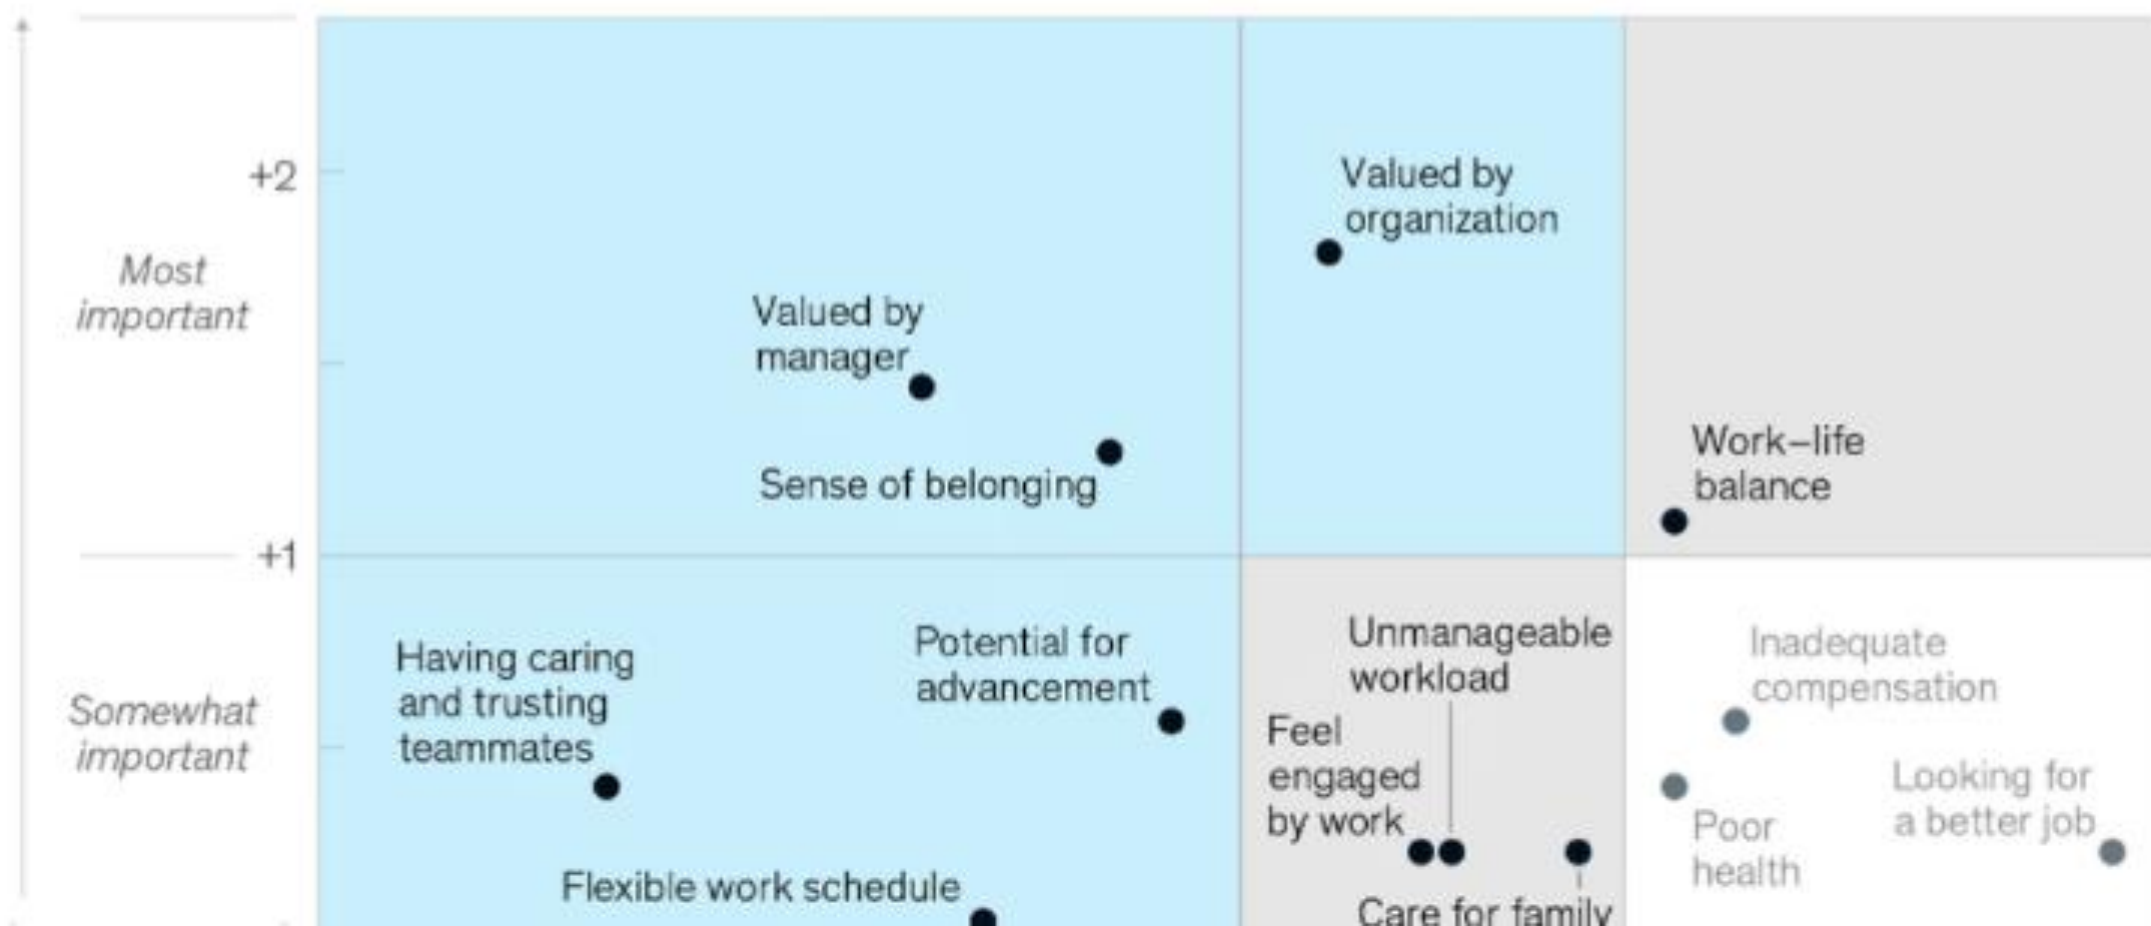 +2
Most
important
+1
Somewhat
important
Valued by
organization
Valued by
manager
Sense of belonging
Work–life
balance
Having caring
and trusting
teammates
Potential for
advancement
Unmanageable
workload
Feel
engaged
by work
Inadequate
compensation
Poor
health
Looking for
a better job
Flexible work schedule
Care for family